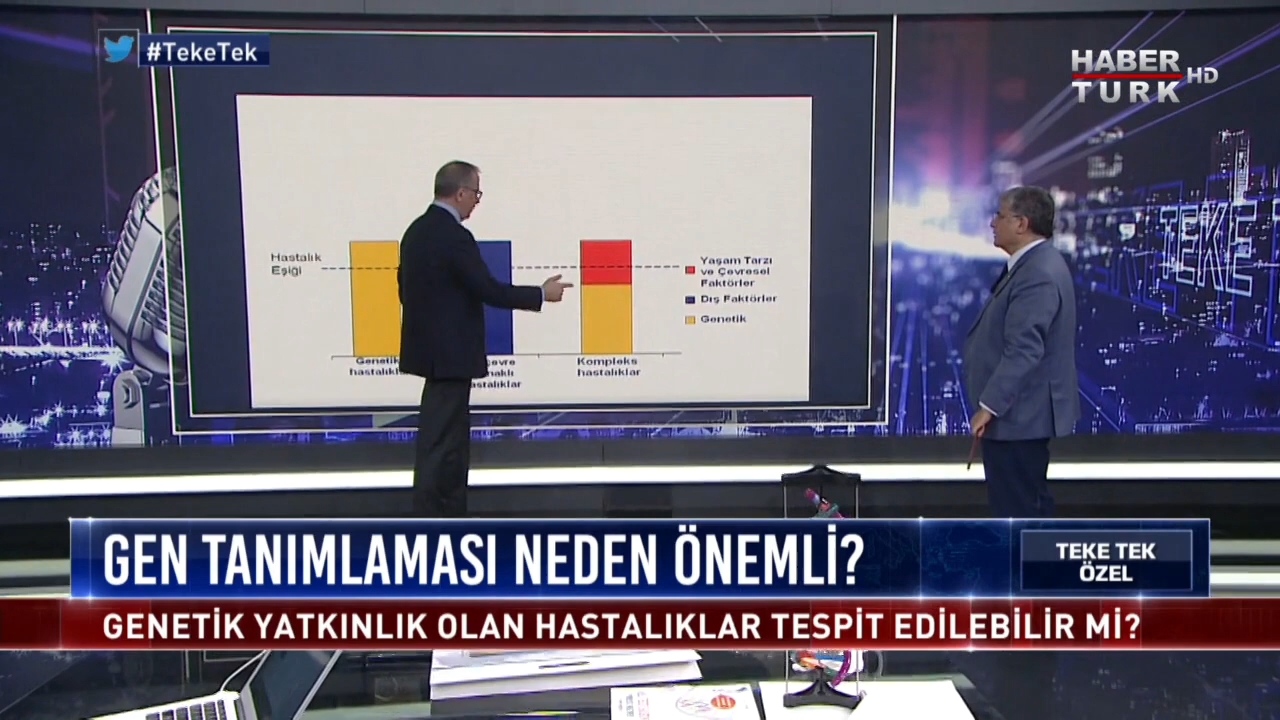 #TekeTek
HABER
TURK HD
Hastalık
Eşiği
Yaşam Tarzı
ve Çevresel
Faktörler
Dış Faktörler
Genetik
Genetik
Kompleks
hastalıklar
TEKE
GEN TANIMLAMASI NEDEN ÖNEMLİ?
TEKE TEK
ÖZEL
GENETİK YATKINLIK OLAN HASTALIKLAR TESPİT EDİLEBİLİR Mİ?